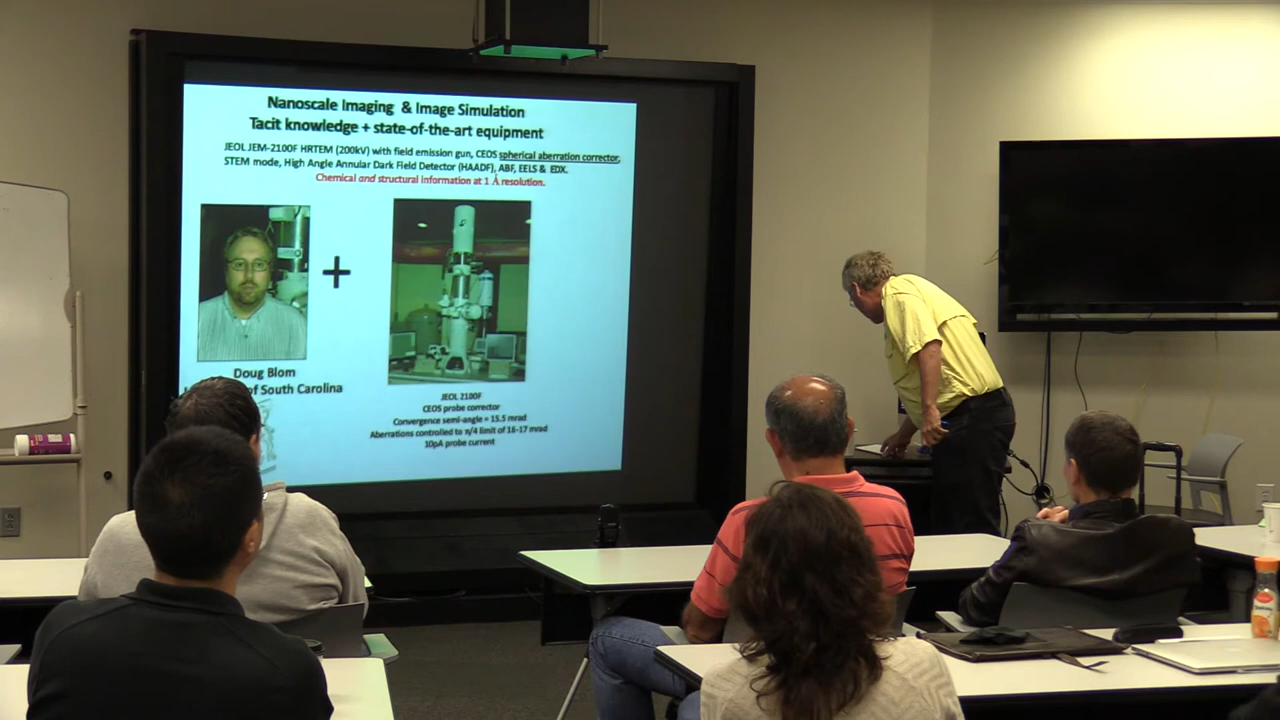 Nanoscale Imaging & Image Simulation
Tacit knowledge + state-of-the-art equipment
JEOL JEM-2100F HRTEM (200kV) with field emission gun, CEOS spherical aberration corrector,
STEM mode, High Angle Annular Dark Field Detector (HAADF), ABF, EELS & EDX.
Chemical and structural information at 1 Å resolution.
+
Doug Blom
of South Carolina
JEOL 2100F
CEOS probe corrector
Convergence semi-angle = 15.5 mrad
Aberrations controlled to π/4 limit of 16-17 mrad
10pA probe current